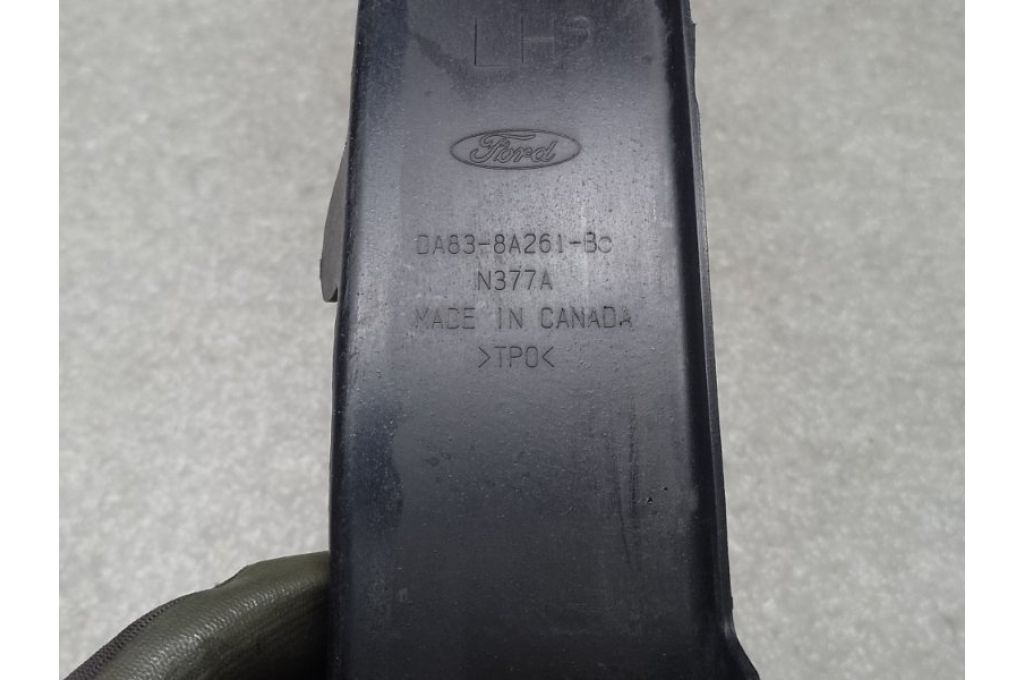 LH?
Ford
DA83-8A261-Bc
N377A
MADE IN CANADA
>TPO<